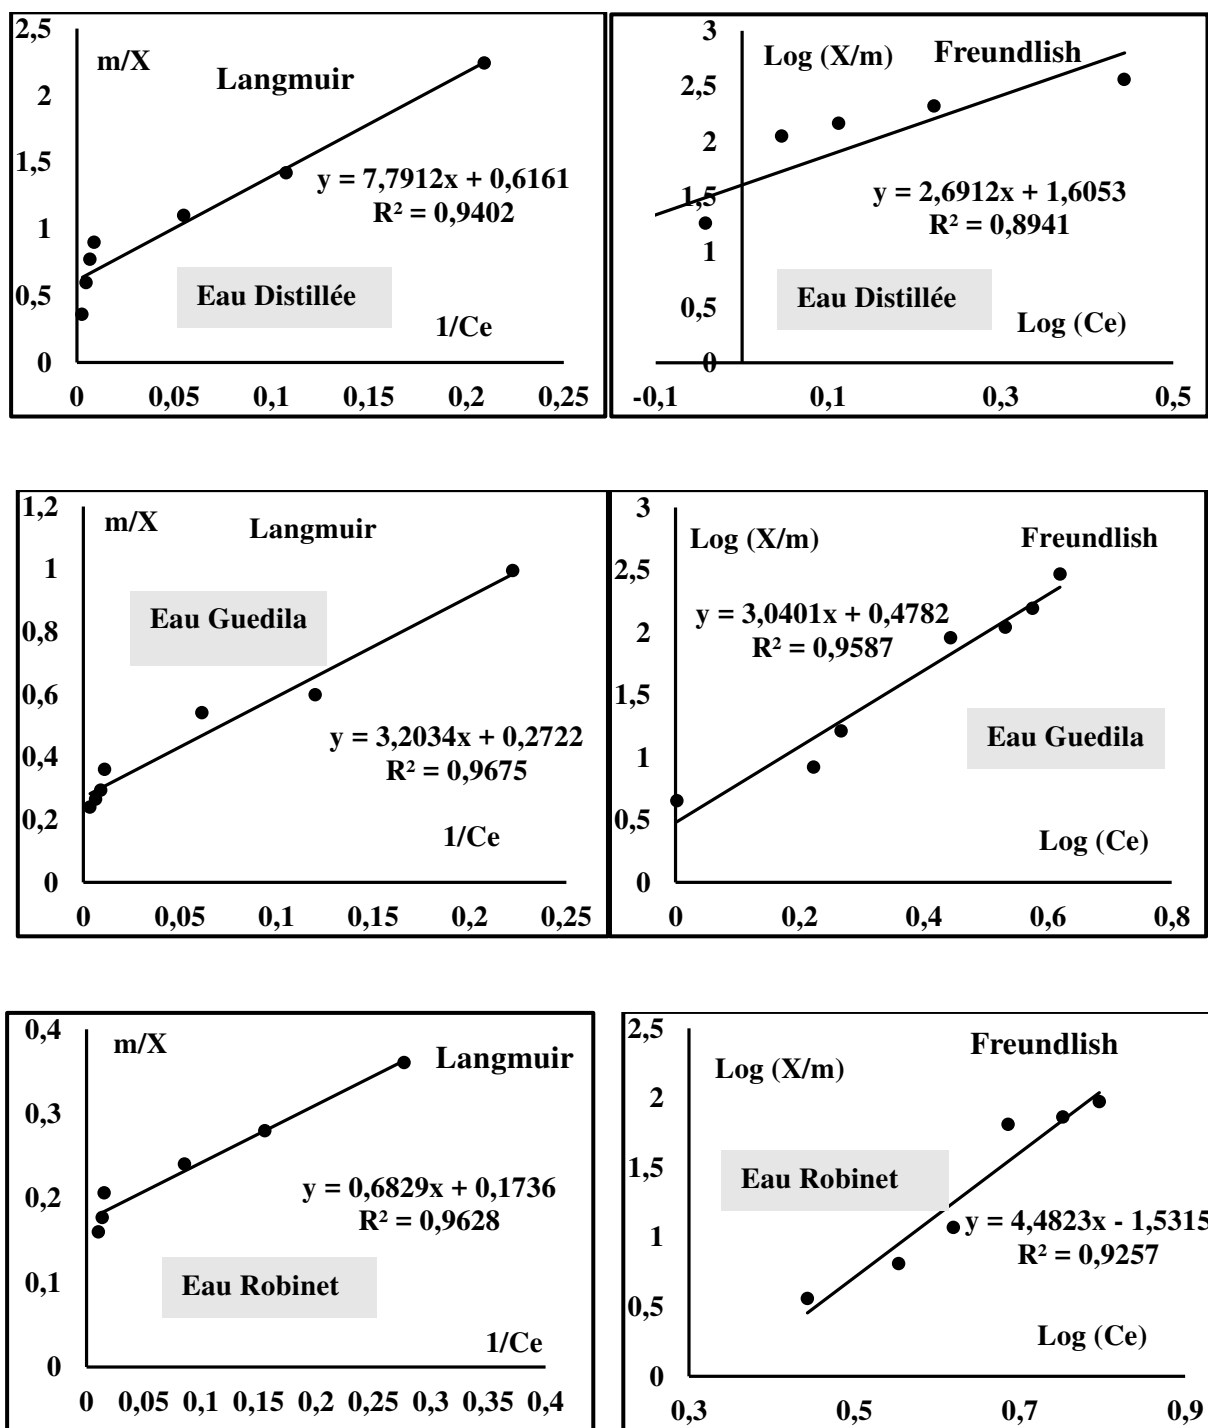 2,5
m/X
Langmuir
2
1,5
y = 7,7912x + 0,6161
R² = 0,9402
1
Eau Distillée
0,5
1/Ce
0
0 0,05 0,1 0,15 0,2 0,25
3
Log (X/m)
Freundlish
2,5
2
y = 2,6912x + 1,6053
1,5
R² = 0,8941
1
Eau Distillée
0,5
Log (Ce)
0
-0,1 0,1 0,3 0,5
1,2
m/X
Langmuir
1
Eau Guedila
0,8
0,6
y = 3,2034x + 0,2722
R² = 0,9675
0,4
1/Ce
0,2
0
0 0,05 0,1 0,15 0,2 0,25
3
Log (X/m)
Freundlish
2,5
y = 3,0401x + 0,4782
R² = 0,9587
2
1,5
Eau Guedila
1
0,5
Log (Ce)
0
0 0,2 0,4 0,6 0,8
0,4
m/X
Langmuir
0,3
0,2
y = 0,6829x + 0,1736
R² = 0,9628
0,1
Eau Robinet
1/Ce
0
0 0,05 0,1 0,15 0,2 0,25 0,3 0,35 0,4
2,5
Freundlish
Log (X/m)
2
1,5
Eau Robinet
y = 4,4823x - 1,5315
1
R² = 0,9257
0,5
Log (Ce)
0
0,3 0,5 0,7 0,9